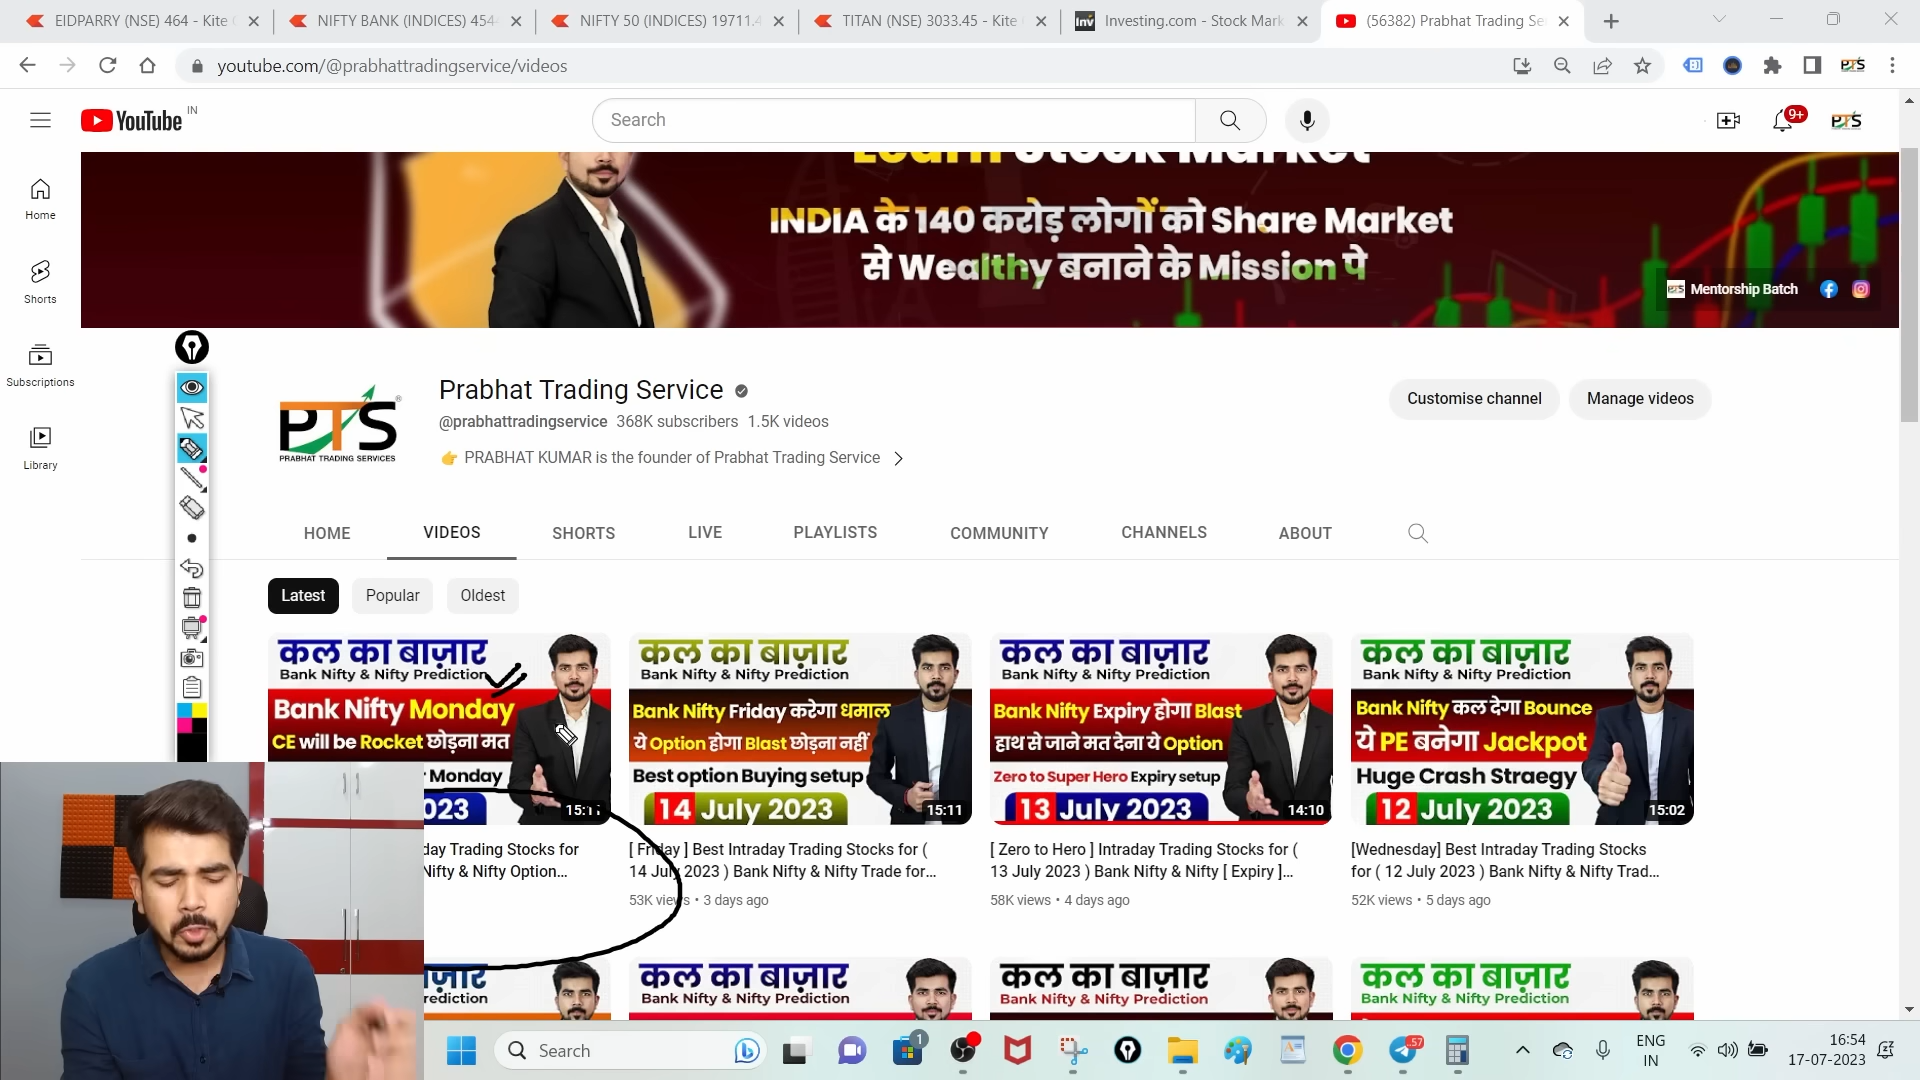 EIDPARRY (NSE) 464 - Kite
NIFTY BANK (INDICES) 454
NIFTY 50 (INDICES) 19711.4
TITAN (NSE) 3033.45 - Kite
Investing.com - Stock Mark
(56382) Prabhat Trading Se
youtube.com/@prabhattradingservice/videos
PTS
YouTube IN
Search
9+
PTS
Learn Stock Market
INDIA के 140 करोड़ लोगों को Share Market
से Wealthy बनाने के Mission पे
Mentorship Batch
Home
Shorts
Subscriptions
Library
PTS
PRABHAT TRADING SERVICES
Prabhat Trading Service
@prabhattradingservice 368K subscribers 1.5K videos
👉 PRABHAT KUMAR is the founder of Prabhat Trading Service
Customise channel
Manage videos
HOME VIDEOS SHORTS LIVE PLAYLISTS COMMUNITY CHANNELS ABOUT
Latest Popular Oldest
कल का बाज़ार
Bank Nifty & Nifty Prediction
Bank Nifty Monday
CE will be Rocket छोड़ना मत
Monday
023
15:11
day Trading Stocks for
Nifty & Nifty Option...
कल का बाज़ार
Bank Nifty & Nifty Prediction
Bank Nifty Friday करेगा धमाल
ये Option होगा Blast छोड़ना नहीं
Best option Buying setup
14 July 2023
15:11
[ Friday ] Best Intraday Trading Stocks for (
14 July 2023 ) Bank Nifty & Nifty Trade for...
53K views • 3 days ago
कल का बाज़ार
Bank Nifty & Nifty Prediction
Bank Nifty Expiry होगा Blast
हाथ से जाने मत देना ये Option
Zero to Super Hero Expiry setup
13 July 2023
14:10
[ Zero to Hero ] Intraday Trading Stocks for (
13 July 2023 ) Bank Nifty & Nifty [ Expiry ]...
58K views • 4 days ago
कल का बाज़ार
Bank Nifty & Nifty Prediction
Bank Nifty कल देगा Bounce
ये PE बनेगा Jackpot
Huge Crash Straegy
12 July 2023
15:02
[Wednesday] Best Intraday Trading Stocks
for ( 12 July 2023 ) Bank Nifty & Nifty Trad...
52K views • 5 days ago
ज़ार
rediction
कल का बाज़ार
Bank Nifty & Nifty Prediction
कल का बाज़ार
Bank Nifty & Nifty Prediction
कल का बाज़ार
Bank Nifty & Nifty Prediction
Search
1
57
ENG
IN
16:54
17-07-2023